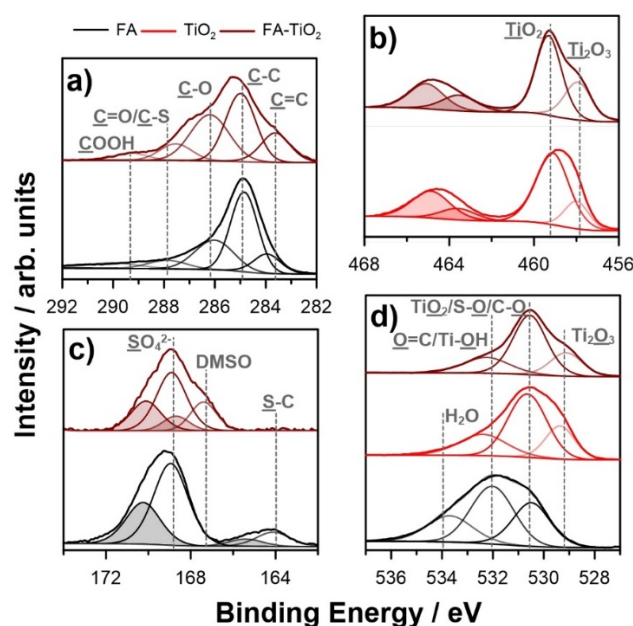 FA TiO₂ FA-TiO₂
a)
C=O/C-S
COOH
C-O
C-C
C=C
292 290 288 286 284 282
b)
TiO₂
Ti₂O₃
468 464 460 456
c)
SO₄²⁻
DMSO
S-C
172 168 164
d)
TiO₂/S-O/C-O
O=C/Ti-OH
Ti₂O₃
H₂O
536 534 532 530 528
Intensity / arb. units
Binding Energy / eV